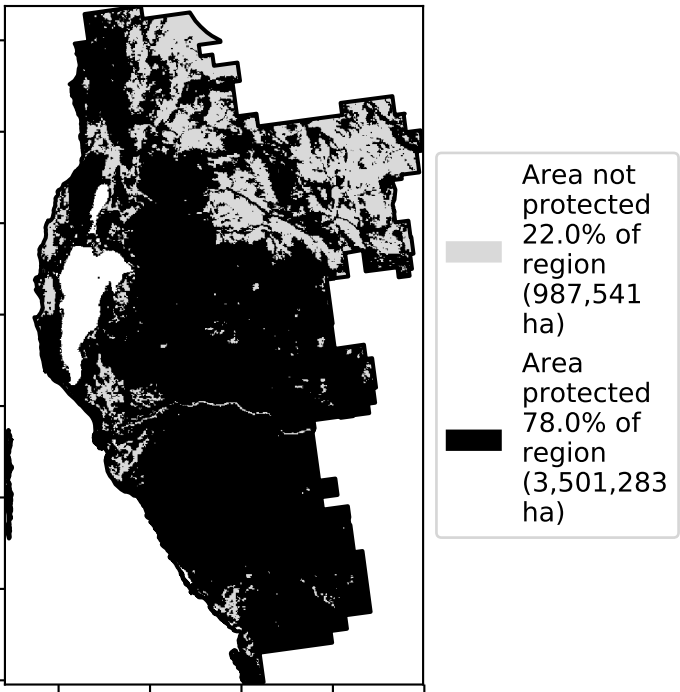 Area not
protected
22.0% of
region
(987,541
ha)
Area
protected
78.0% of
region
(3,501,283
ha)